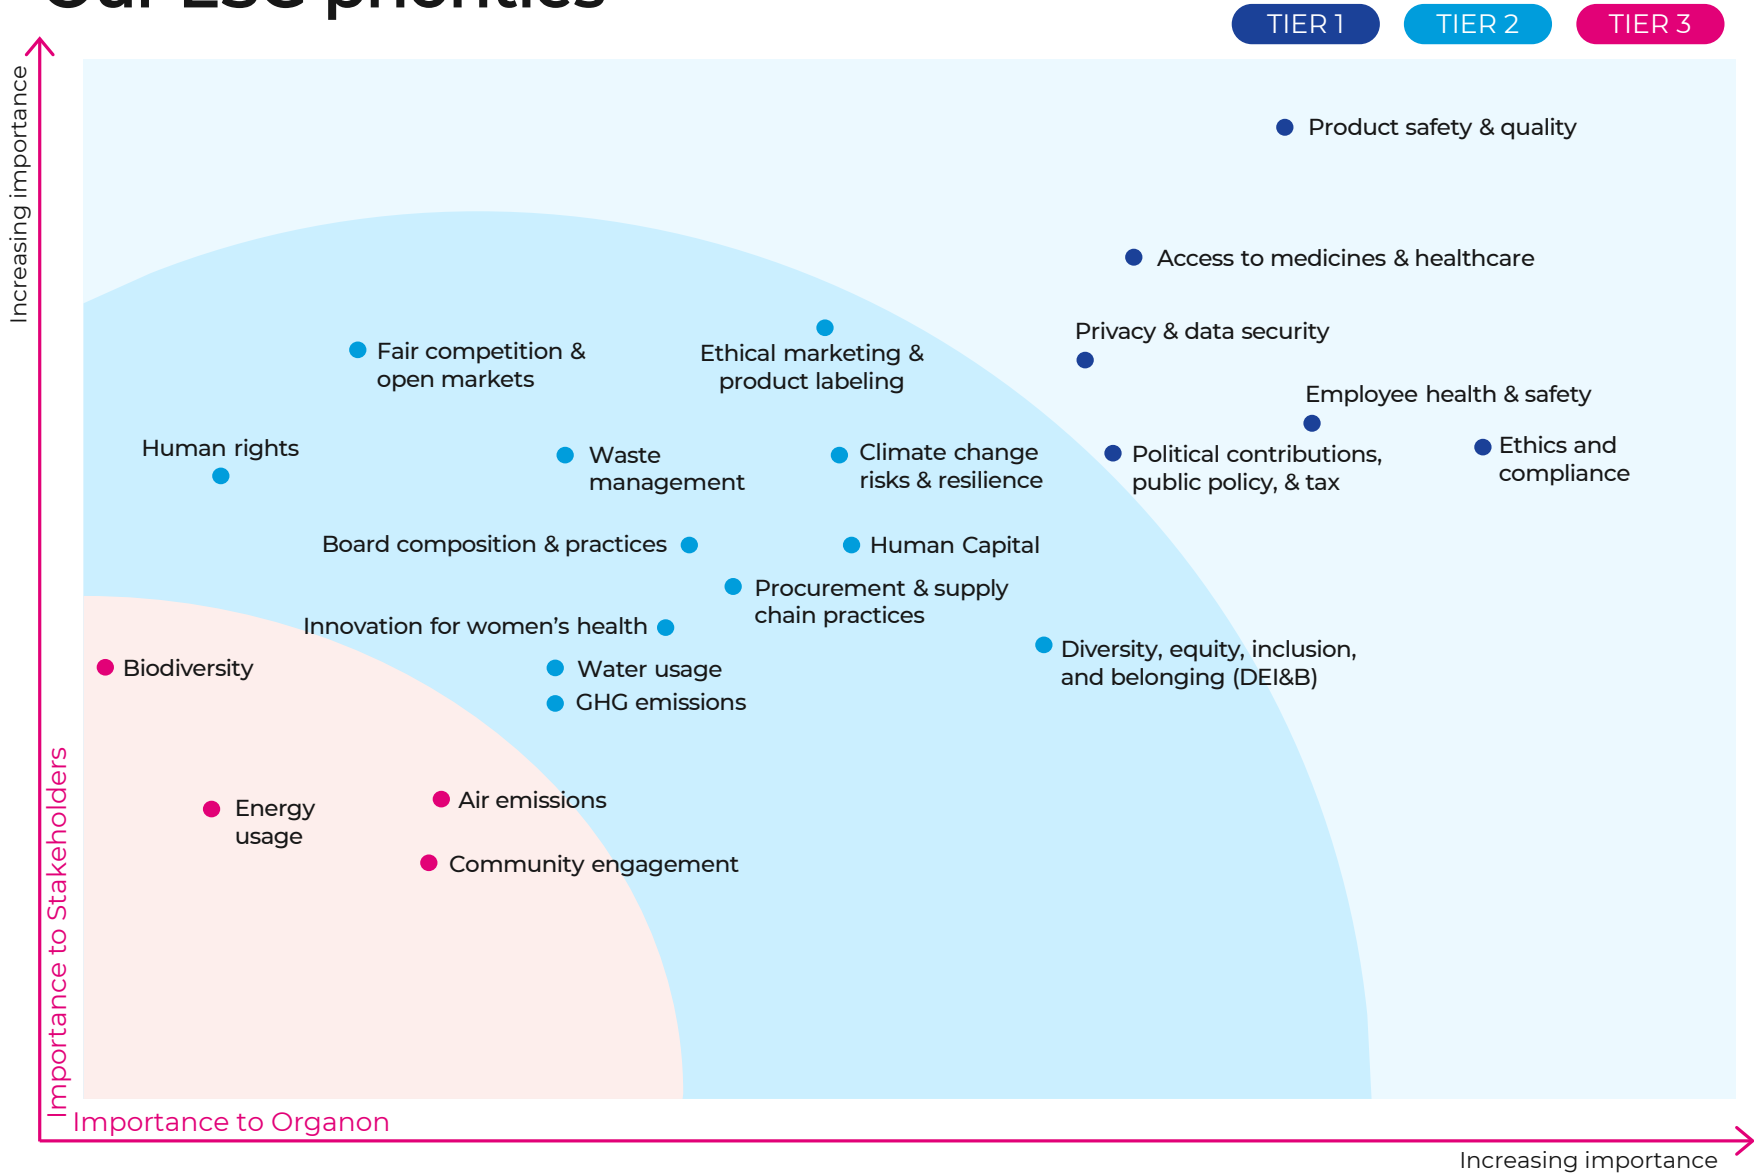 Our ESG priorities
TIER 1
TIER 2
TIER 3
Increasing importance
Product safety & quality
Access to medicines & healthcare
Privacy & data security
Fair competition &
open markets
Ethical marketing &
product labeling
Employee health & safety
Human rights
Waste
management
Climate change
risks & resilience
Political contributions,
public policy, & tax
Ethics and
compliance
Board composition & practices
Human Capital
Procurement & supply
chain practices
Innovation for women’s health
Diversity, equity, inclusion,
and belonging (DEI&B)
Biodiversity
Water usage
GHG emissions
Energy
usage
Air emissions
Community engagement
Importance to Stakeholders
Importance to Organon
Increasing importance